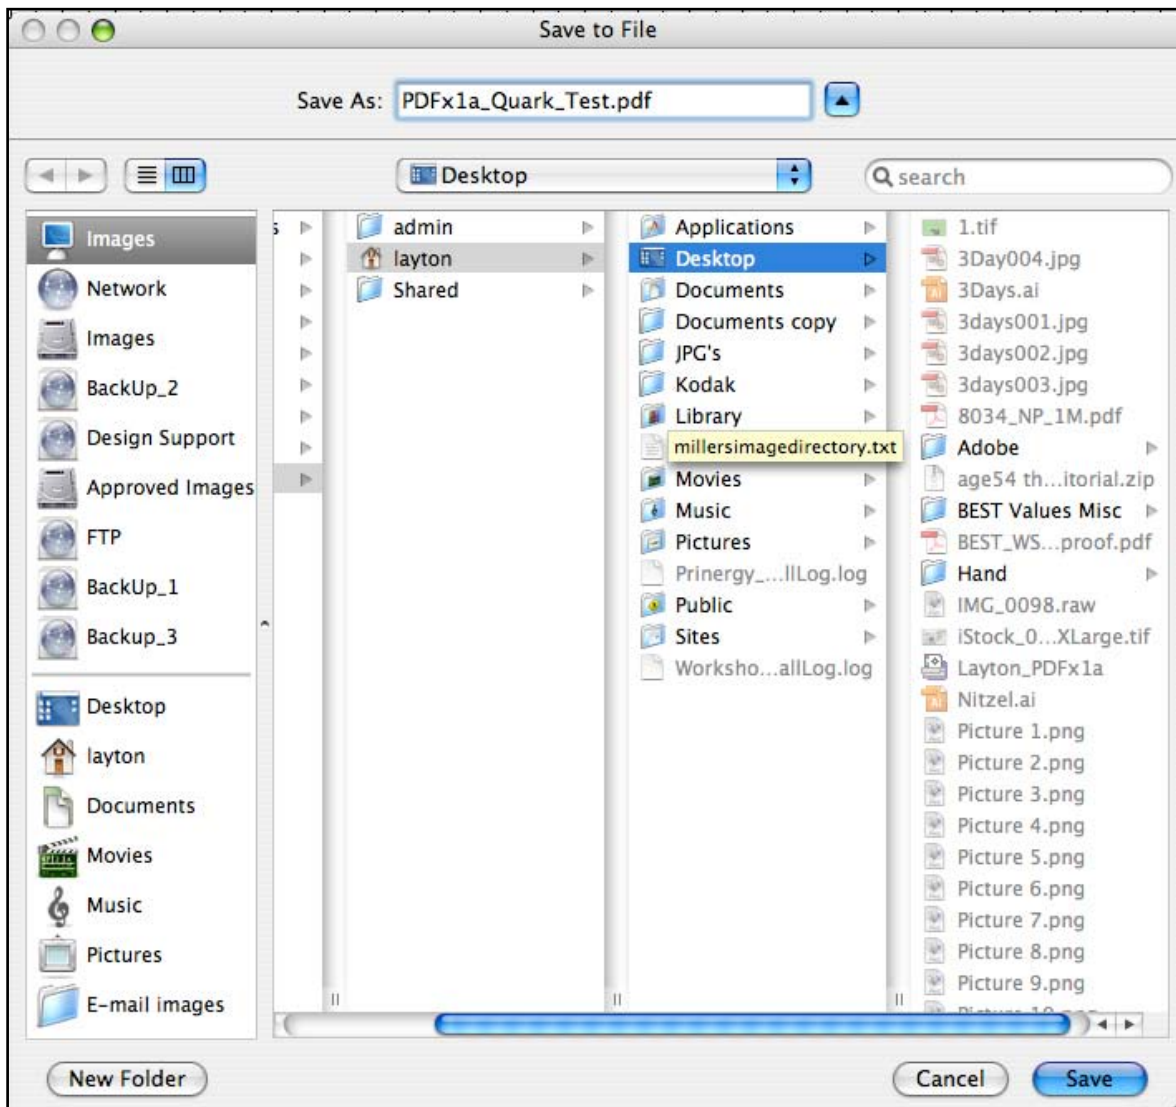 Save to File
Save As: PDFx1a_Quark_Test.pdf
Desktop
search
Images
Network
Images
BackUp_2
Design Support
Approved Images
FTP
BackUp_1
Backup_3
Desktop
layton
Documents
Movies
Music
Pictures
E-mail images
s
admin
layton
Shared
Applications
Desktop
Documents
Documents copy
JPG's
Kodak
Library
millersimagedirectory.txt
Movies
Music
Pictures
Prinergy_...llLog.log
Public
Sites
Worksho...allLog.log
1.tif
3Day004.jpg
3Days.ai
3days001.jpg
3days002.jpg
3days003.jpg
8034_NP_1M.pdf
Adobe
age54 th...itorial.zip
BEST Values Misc
BEST_WS...proof.pdf
Hand
IMG_0098.raw
iStock_0...XLarge.tif
Layton_PDFx1a
Nitzel.ai
Picture 1.png
Picture 2.png
Picture 3.png
Picture 4.png
Picture 5.png
Picture 6.png
Picture 7.png
Picture 8.png
Picture 9.png
Picture 10.png
New Folder
Cancel
Save